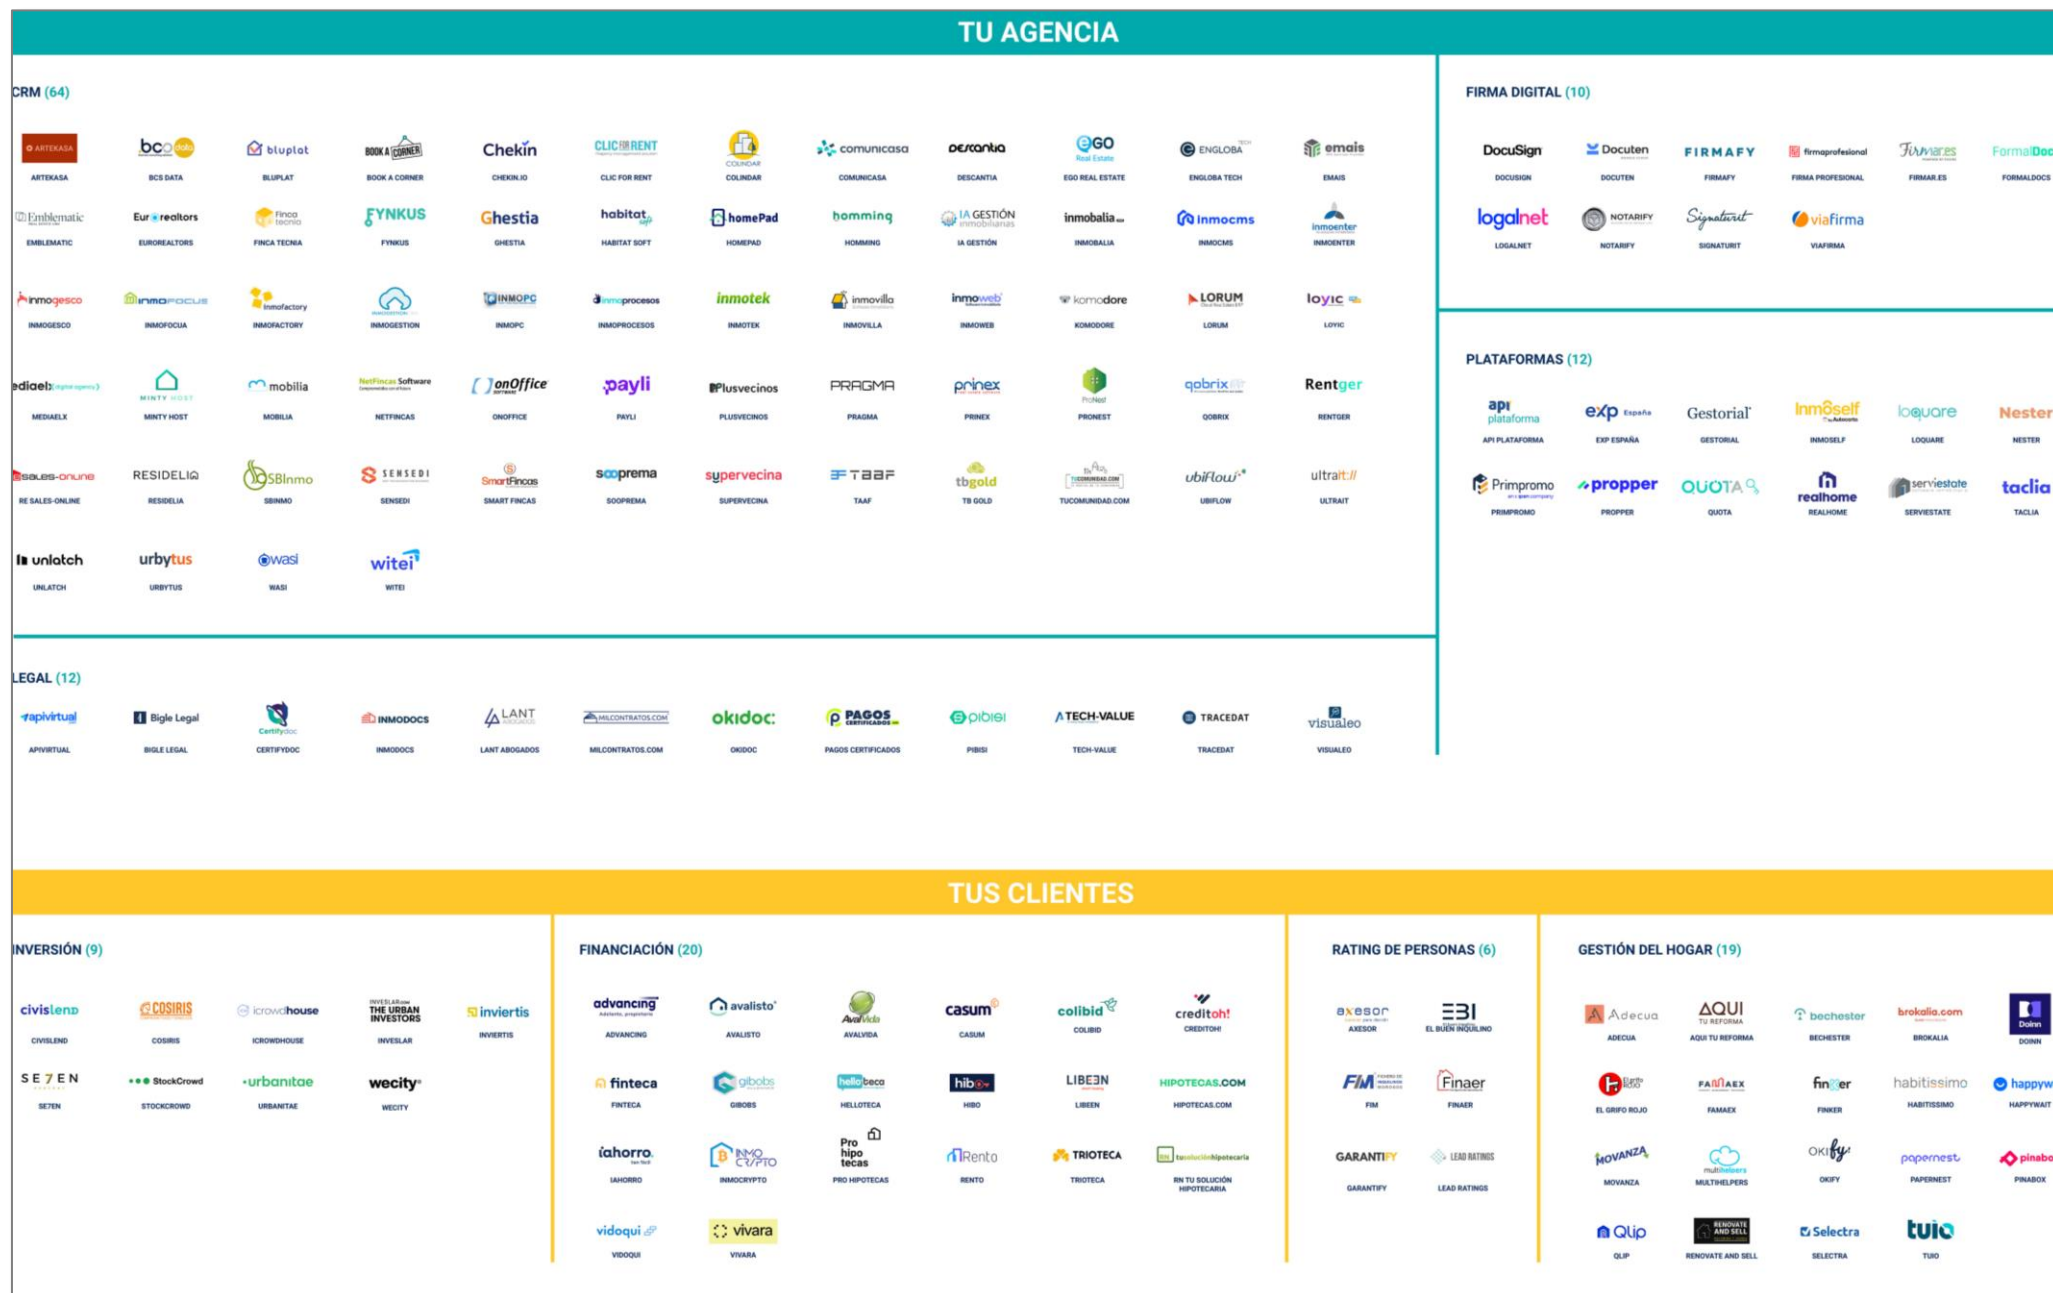 TU AGENCIA
CRM (64)
ARTEKASA
BCS DATA
BLUPLAT
BOOK A CORNER
CHEKIN.IO
CLIC FOR RENT
COLINDAR
COMUNICASA
DESCANTIA
EGO REAL ESTATE
ENGLOBA TECH
EMAIS
EMBLEMATIC
EUROREALTORS
FINCA TECNIA
FYNKUS
GHESTIA
HABITAT SOFT
HOMEPAD
HOMMING
IA GESTIÓN
INMOBALIA
INMOCMS
INMOENTER
INMOGESCO
INMOFOCUA
INMOFACTORY
INMOGESTION
INMOPC
INMOPROCESOS
INMOTEK
INMOVILLA
INMOWEB
KOMODORE
LORUM
LOYIC
MEDIAELX
MINTY HOST
MOBILIA
NETFINCAS
ONOFFICE
PAYLI
PLUSVECINOS
PRAGMA
PRINEX
PRONEST
QOBRIX
RENTGER
RE SALES-ONLINE
RESIDELIA
SBINMO
SENSEDI
SMART FINCAS
SOOPREMA
SUPERVECINA
TAAF
TB GOLD
TUCOMUNIDAD.COM
UBIFLOW
ULTRAIT
UNLATCH
URBYTUS
WASI
WITEI
FIRMA DIGITAL (10)
DOCUSIGN
DOCUTEN
FIRMAFY
FIRMA PROFESIONAL
FIRMAR.ES
FORMALDOCS
LOGALNET
NOTARIFY
SIGNATURIT
VIAFIRMA
PLATAFORMAS (12)
API PLATAFORMA
EXP ESPAÑA
GESTORIAL
INMOSELF
LOQUARE
NESTER
PRIMPROMO
PROPPER
QUOTA
REALHOME
SERVIESTATE
TACLIA
LEGAL (12)
APIVIRTUAL
BIGLE LEGAL
CERTIFYDOC
INMODOCS
LANT ABOGADOS
MILCONTRATOS.COM
OKIDOC
PAGOS CERTIFICADOS
PIBISI
TECH-VALUE
TRACEDAT
VISUALEO
TUS CLIENTES
INVERSIÓN (9)
CIVISLEND
COSIRIS
ICROWDHOUSE
INVESLAR
INVIERTIS
SE7EN
STOCKCROWD
URBANITAE
WECITY
FINANCIACIÓN (20)
ADVANCING
AVALISTO
AVALVIDA
CASUM
COLIBID
CREDITOH!
FINTECA
GIBOBS
HELLOTECA
HIBO
LIBEEN
HIPOTECAS.COM
IAHORRO
INMOCRYPTO
PRO HIPOTECAS
RENTO
TRIOTECA
RN TU SOLUCIÓN
HIPOTECARIA
VIDOQUI
VIVARA
RATING DE PERSONAS (6)
AXESOR
EL BUEN INQUILINO
FIM
FINAER
GARANTIFY
LEAD RATINGS
GESTIÓN DEL HOGAR (19)
ADECUA
AQUI TU REFORMA
BECHESTER
BROKALIA
DOINN
EL GRIFO ROJO
FAMAEX
FINKER
HABITISSIMO
HAPPYWAIT
MOVANZA
MULTIHELPERS
OKIFY
PAPERNEST
PINABOX
QLIP
RENOVATE AND SELL
SELECTRA
TUIO